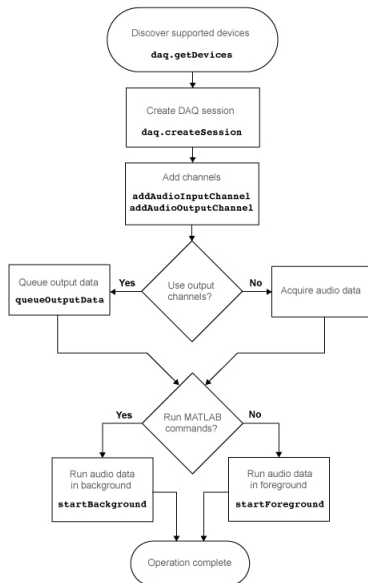 Discover supported devices
daq.getDevices
Create DAQ session
daq.createSession
Add channels
addAudioInputChannel
addAudioOutputChannel
Use output
channels?
Yes
No
Queue output data
queueOutputData
Acquire audio data
Run MATLAB
commands?
Yes
No
Run audio data
in background
startBackground
Run audio data
in foreground
startForeground
Operation complete